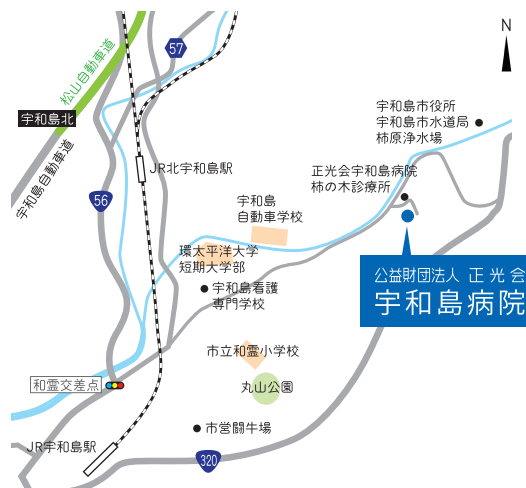 N
57
松山自動車道
宇和島北
宇和島自動車道
56
JR北宇和島駅
宇和島市役所
宇和島市水道局
柿原浄水場
正光会宇和島病院
柿の木診療所
宇和島
自動車学校
環太平洋大学
短期大学部
宇和島看護
専門学校
公益財団法人 正光会
宇和島病院
市立和霊小学校
和霊交差点
丸山公園
市営闘牛場
JR宇和島駅
320